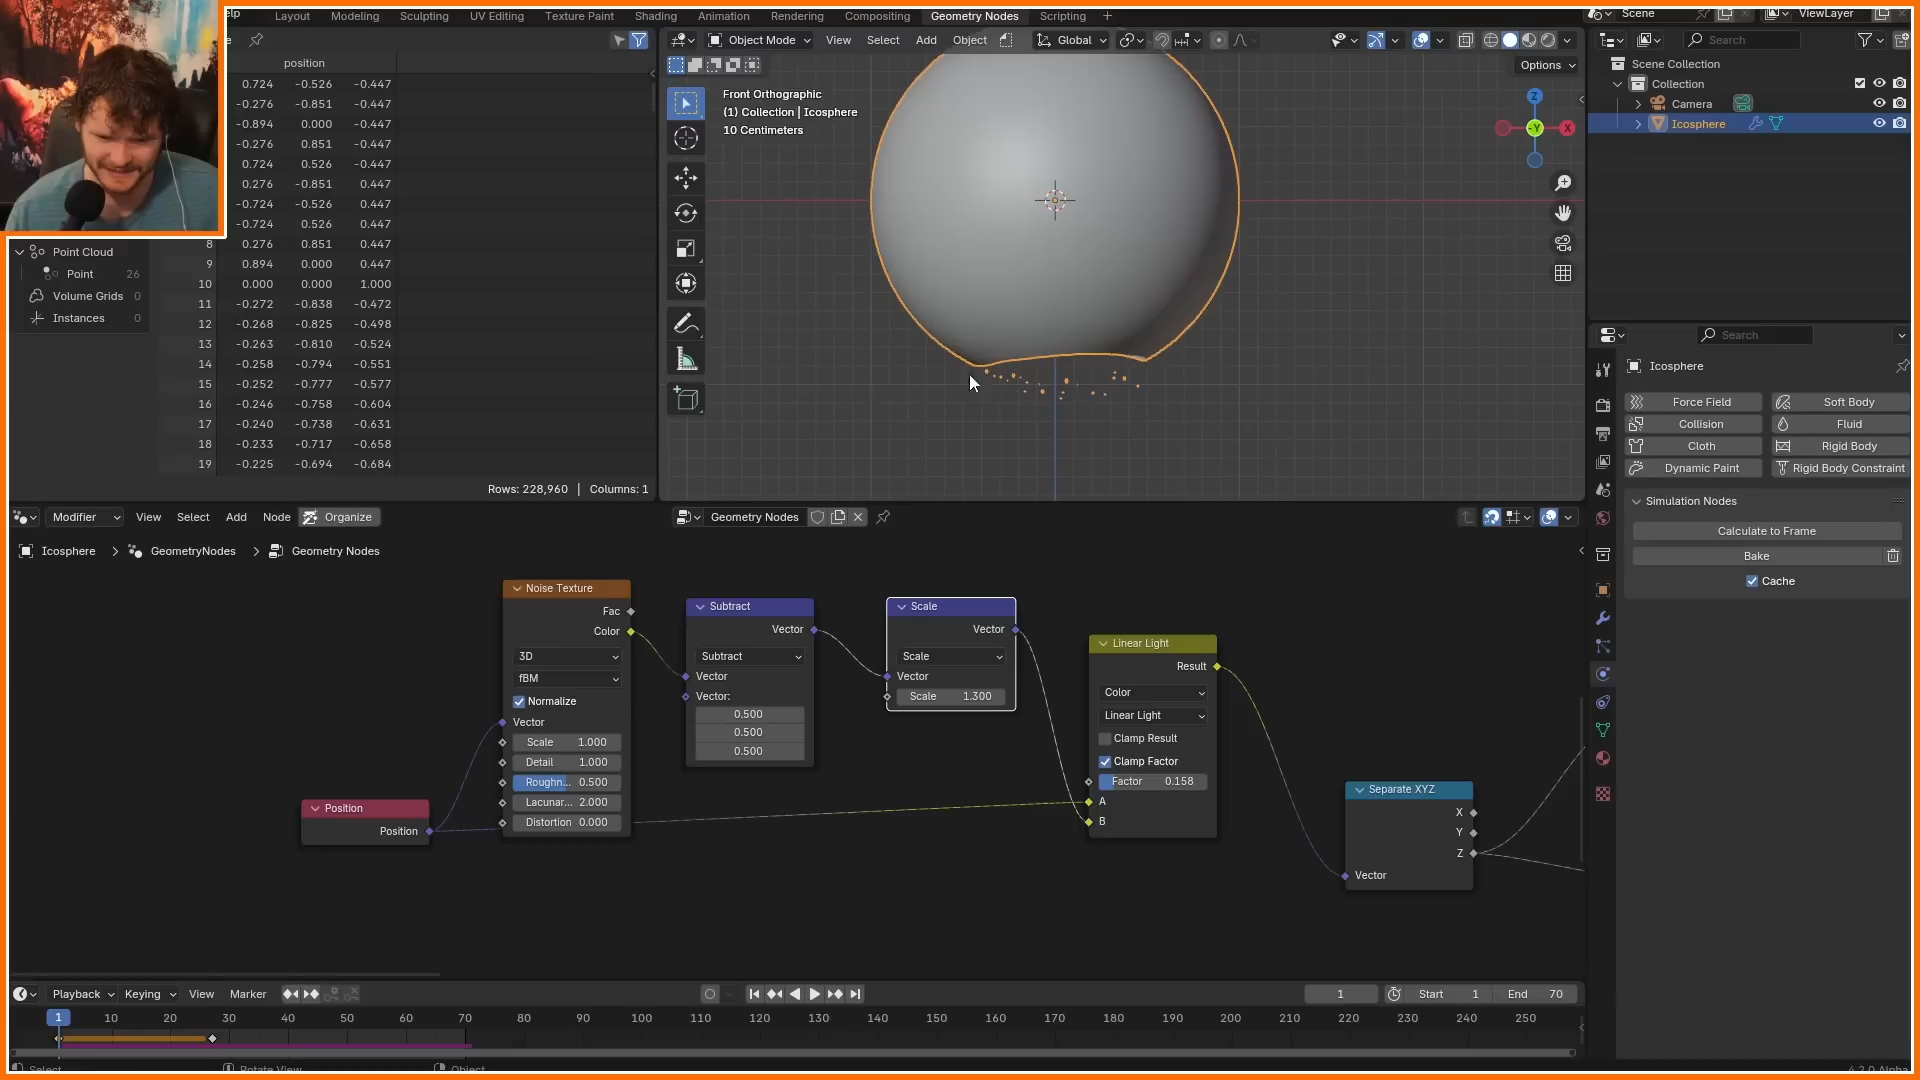 elp
Layout
Modeling
Sculpting
UV Editing
Texture Paint
Shading
Animation
Rendering
Compositing
Geometry Nodes
Scripting
+
Scene
ViewLayer
position
0.724 -0.526 -0.447
-0.276 -0.851 -0.447
-0.894 0.000 -0.447
-0.276 0.851 -0.447
0.724 0.526 -0.447
0.276 -0.851 0.447
-0.724 -0.526 0.447
-0.724 0.526 0.447
8 0.276 0.851 0.447
9 0.894 0.000 0.447
10 0.000 0.000 1.000
11 -0.272 -0.838 -0.472
12 -0.268 -0.825 -0.498
13 -0.263 -0.810 -0.524
14 -0.258 -0.794 -0.551
15 -0.252 -0.777 -0.577
16 -0.246 -0.758 -0.604
17 -0.240 -0.738 -0.631
18 -0.233 -0.717 -0.658
19 -0.225 -0.694 -0.684
Rows: 228,960 | Columns: 1
Point Cloud
Point 26
Volume Grids 0
Instances 0
Object Mode
View
Select
Add
Object
Global
Options
Front Orthographic
(1) Collection | Icosphere
10 Centimeters
Z
-Y
X
Search
Scene Collection
Collection
Camera
Icosphere
Search
Icosphere
Force Field
Soft Body
Collision
Fluid
Cloth
Rigid Body
Dynamic Paint
Rigid Body Constraint
Simulation Nodes
Calculate to Frame
Bake
Cache
Modifier
View
Select
Add
Node
Organize
Geometry Nodes
Icosphere > GeometryNodes > Geometry Nodes
Position
Position
Noise Texture
Fac
Color
3D
fBM
Normalize
Vector
Scale 1.000
Detail 1.000
Roughn... 0.500
Lacunar... 2.000
Distortion 0.000
Subtract
Vector
Subtract
Vector
Vector:
0.500
0.500
0.500
Scale
Vector
Scale
Vector
Scale 1.300
Linear Light
Result
Color
Linear Light
Clamp Result
Clamp Factor
Factor 0.158
A
B
Separate XYZ
X
Y
Z
Vector
Playback
Keying
View
Marker
1
Start 1
End 70
1 10 20 30 40 50 60 70 80 90 100 110 120 130 140 150 160 170 180 190 200 210 220 230 240 250
Select
Rotate View
Object
4.2.0 Alpha